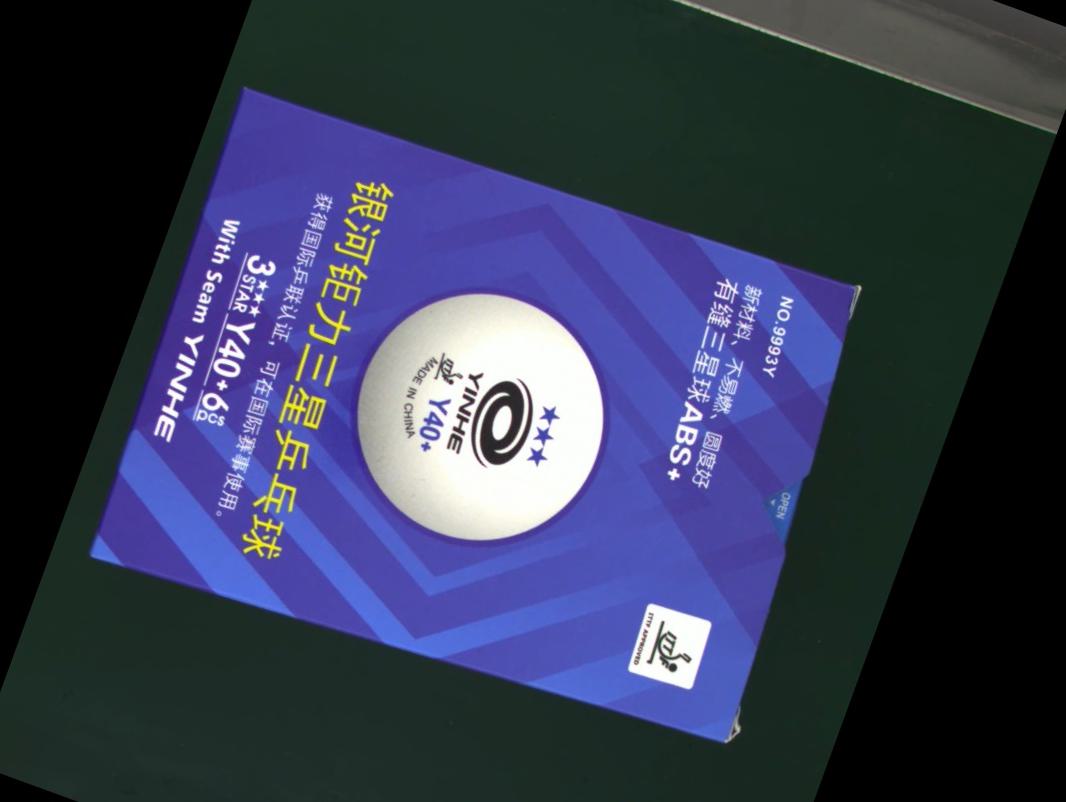 NO.9993Y
新材料、不易燃、圆度好
有缝三星球ABS+
OPEN
ITTF APPROVED
★★★
YINHE
Y40+
MADE IN CHINA
银河钜力三星乒乓球
获得国际乒联认证，可在国际赛事使用。
3★★★ STAR Y40+ 6PCS
With Seam YINHE